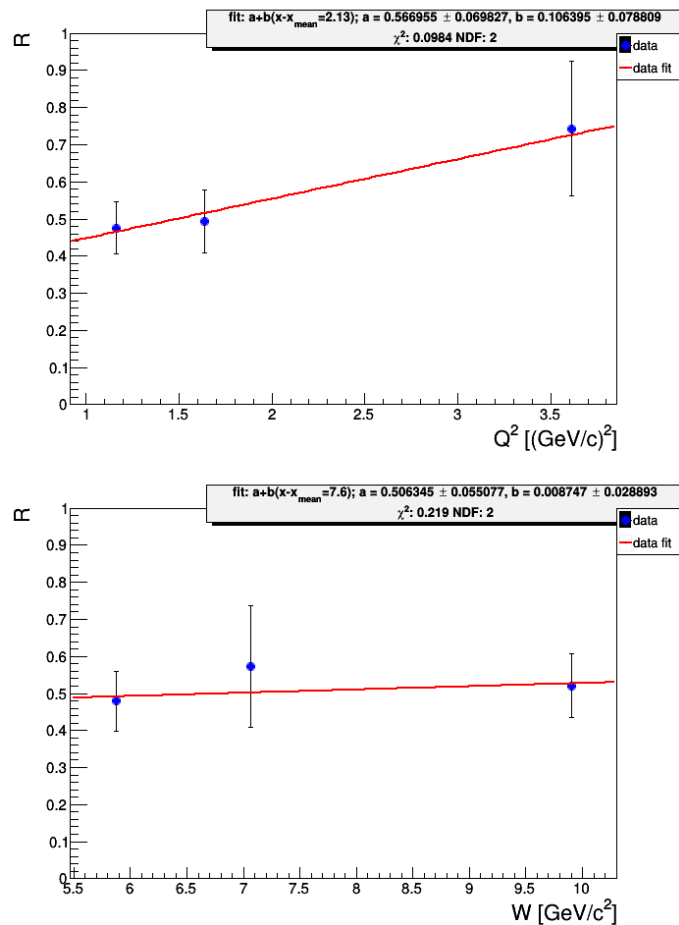 fit: a+b(x-x_mean=2.13); a = 0.566955 ± 0.069827, b = 0.106395 ± 0.078809
χ²: 0.0984 NDF: 2
R
data
data fit
1
0.9
0.8
0.7
0.6
0.5
0.4
0.3
0.2
0.1
0
1 1.5 2 2.5 3 3.5
Q² [(GeV/c)²]
fit: a+b(x-x_mean=7.6); a = 0.506345 ± 0.055077, b = 0.008747 ± 0.028893
χ²: 0.219 NDF: 2
R
data
data fit
1
0.9
0.8
0.7
0.6
0.5
0.4
0.3
0.2
0.1
0
5.5 6 6.5 7 7.5 8 8.5 9 9.5 10
W [GeV/c²]